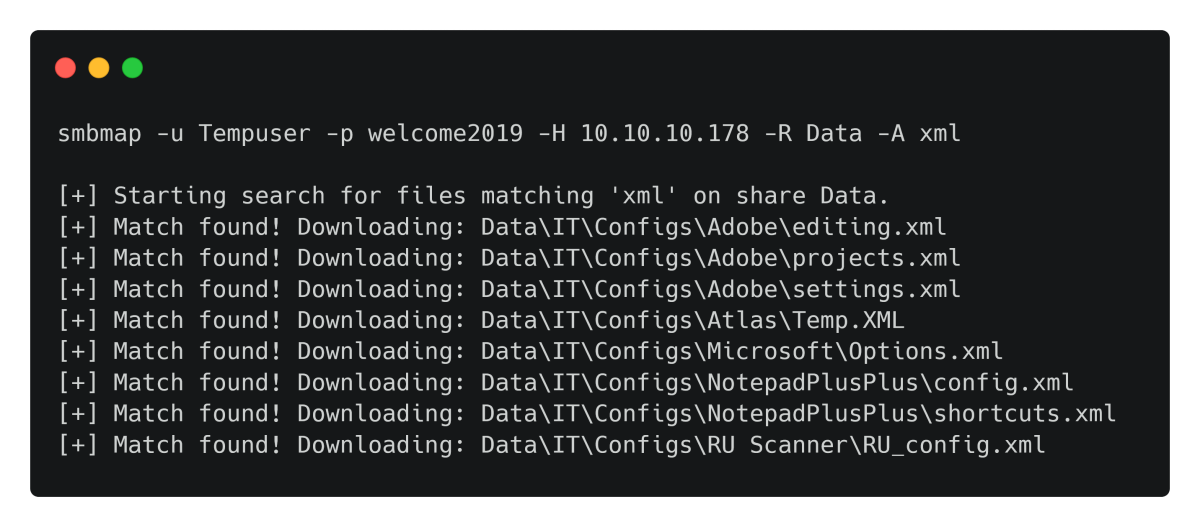 smbmap -u Tempuser -p welcome2019 -H 10.10.10.178 -R Data -A xml
[+] Starting search for files matching 'xml' on share Data.
[+] Match found! Downloading: Data\IT\Configs\Adobe\editing.xml
[+] Match found! Downloading: Data\IT\Configs\Adobe\projects.xml
[+] Match found! Downloading: Data\IT\Configs\Adobe\settings.xml
[+] Match found! Downloading: Data\IT\Configs\Atlas\Temp.XML
[+] Match found! Downloading: Data\IT\Configs\Microsoft\Options.xml
[+] Match found! Downloading: Data\IT\Configs\NotepadPlusPlus\config.xml
[+] Match found! Downloading: Data\IT\Configs\NotepadPlusPlus\shortcuts.xml
[+] Match found! Downloading: Data\IT\Configs\RU Scanner\RU_config.xml